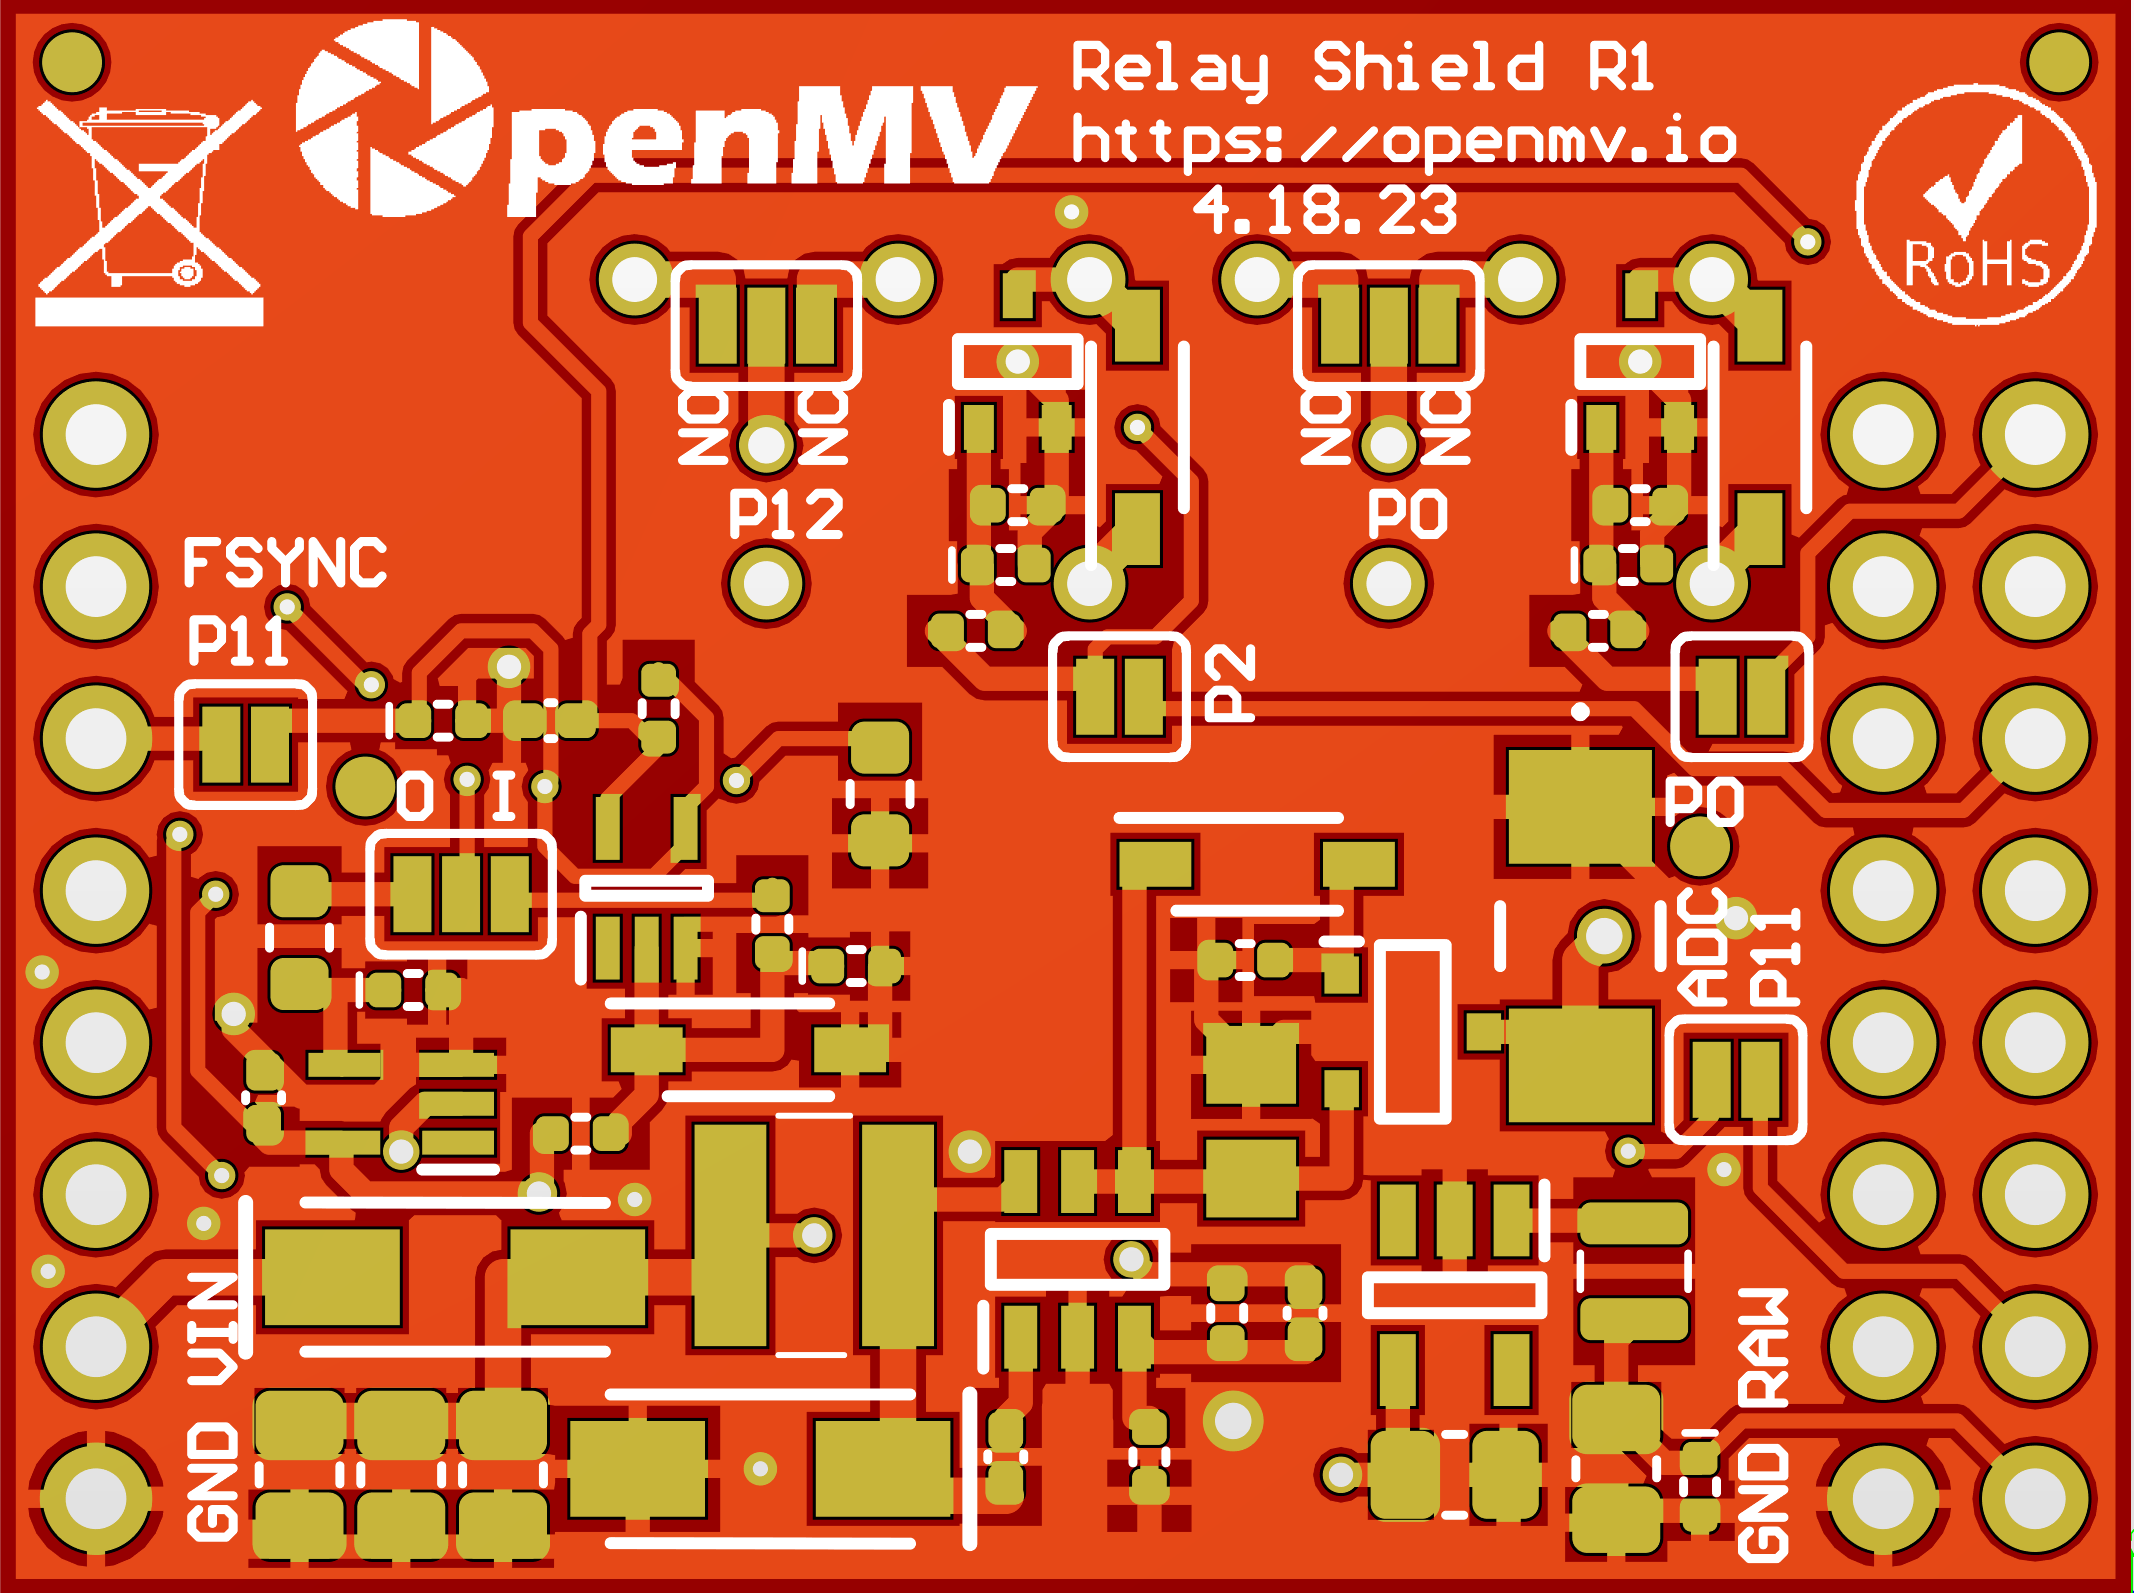 OpenMV
Relay Shield R1
https://openmv.io
4.18.23
RoHS
NO
NC
NO
NC
P12
P0
FSYNC
P11
P2
O I
P0
ADC
P11
VIN
GND
RAW
GND